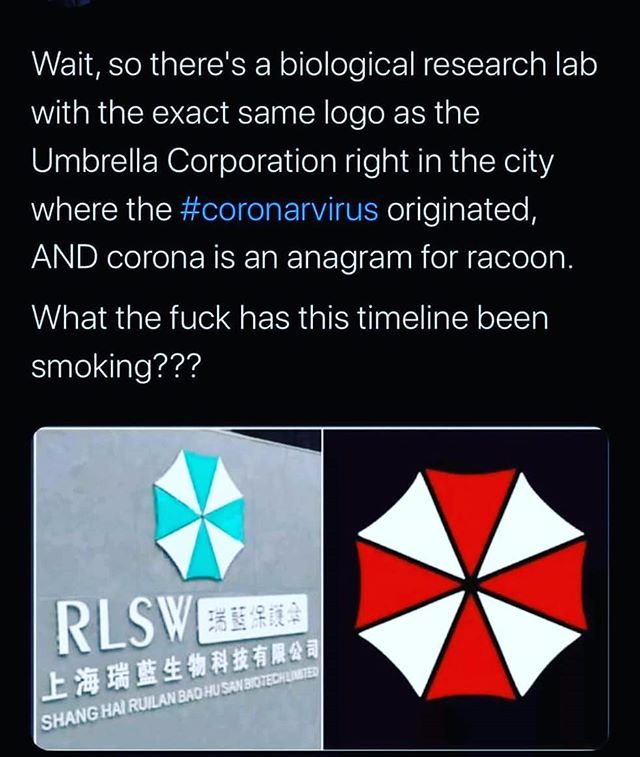 Wait, so there's a biological research lab
with the exact same logo as the
Umbrella Corporation right in the city
where the #coronarvirus originated,
AND corona is an anagram for racoon.
What the fuck has this timeline been
smoking???
RLSW 瑞藍保護傘
上海瑞藍生物科技有限公司
SHANG HAI RUILAN BAO HU SAN BIOTECH LIMITED